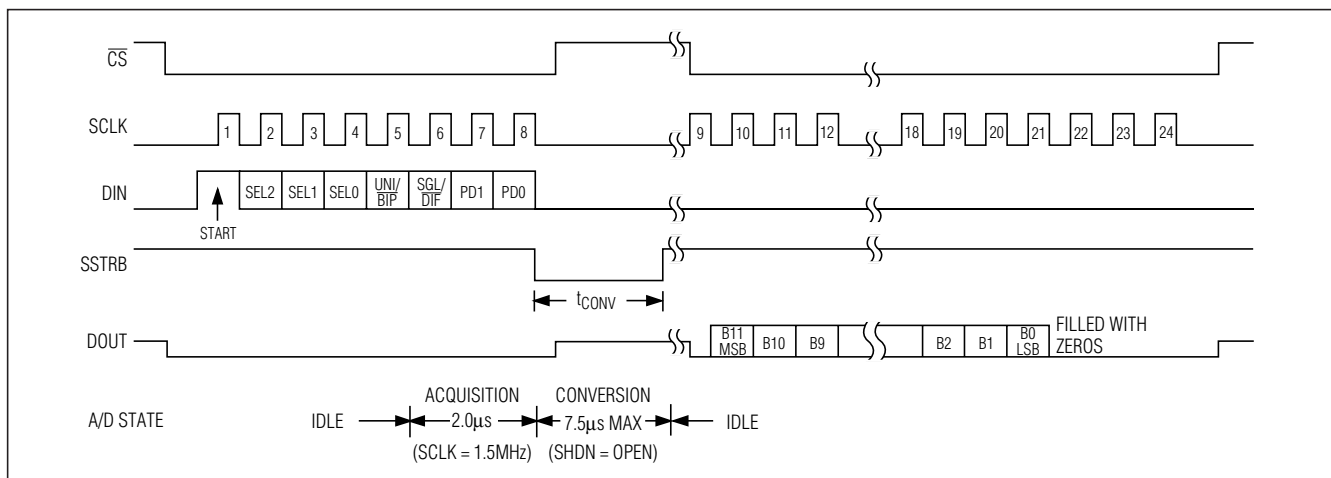 CS
SCLK
1 2 3 4 5 6 7 8 9 10 11 12 18 19 20 21 22 23 24
DIN
SEL2 SEL1 SEL0 UNI/BIP SGL/DIF PD1 PD0
START
SSTRB
tCONV
DOUT
B11 MSB B10 B9 B2 B1 B0 LSB FILLED WITH ZEROS
A/D STATE
IDLE
ACQUISITION
2.0µs
(SCLK = 1.5MHz)
CONVERSION
7.5µs MAX
(SHDN = OPEN)
IDLE